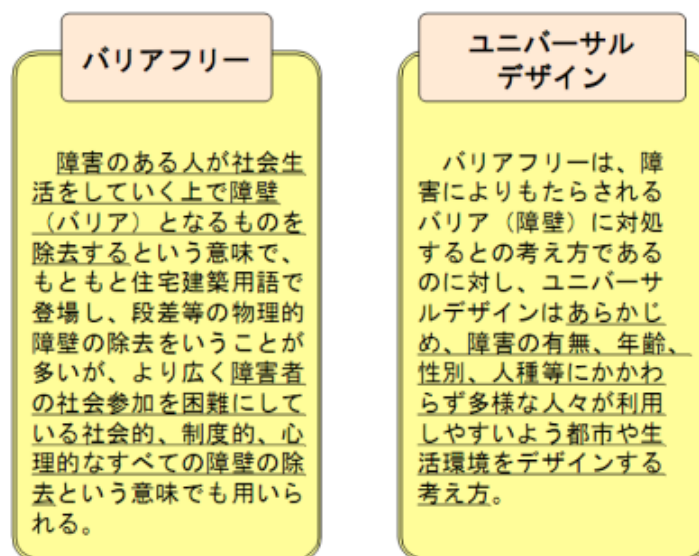 バリアフリー
障害のある人が社会生
活をしていく上で障壁
（バリア）となるものを
除去するという意味で、
もともと住宅建築用語で
登場し、段差等の物理的
障壁の除去をいうことが
多いが、より広く障害者
の社会参加を困難にして
いる社会的、制度的、心
理的なすべての障壁の除
去という意味でも用いら
れる。
ユニバーサル
デザイン
バリアフリーは、障
害によりもたらされる
バリア（障壁）に対処
するとの考え方である
のに対し、ユニバーサ
ルデザインはあらかじ
め、障害の有無、年齢、
性別、人種等にかかわ
らず多様な人々が利用
しやすいよう都市や生
活環境をデザインする
考え方。